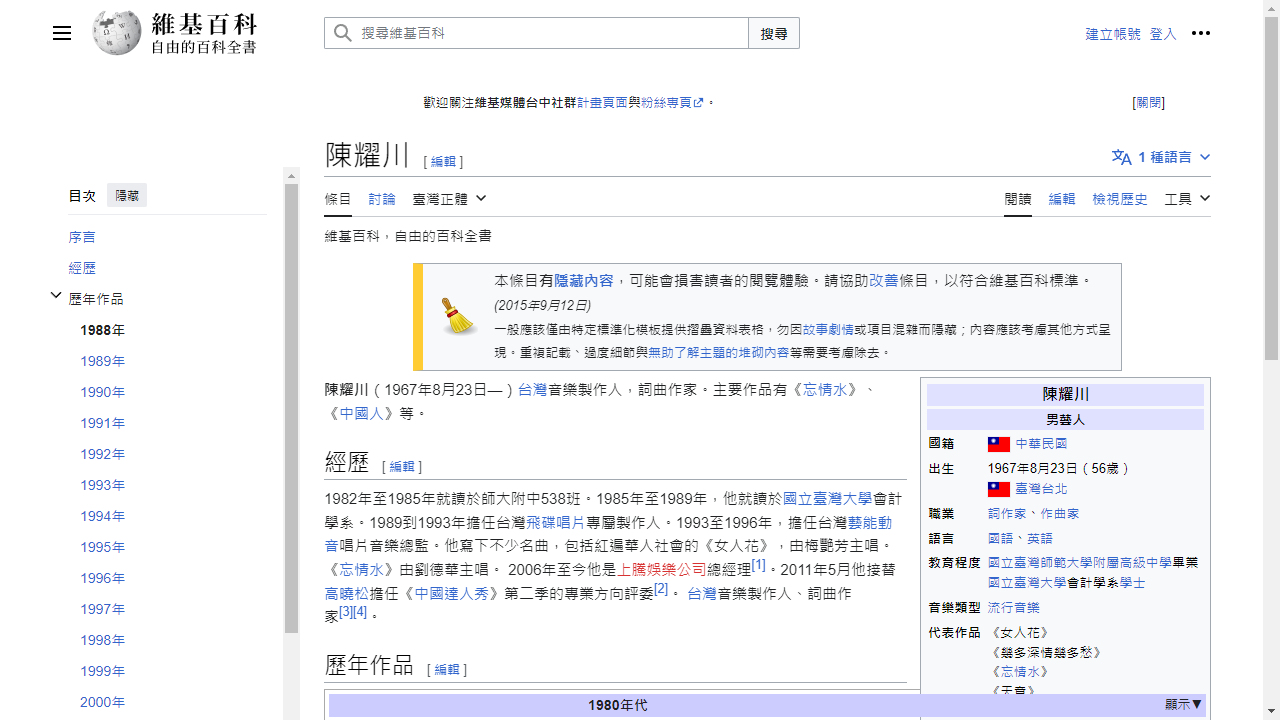 維基百科
自由的百科全書
搜尋維基百科
搜尋
建立帳號 登入
歡迎關注維基媒體台中社群計畫頁面與粉絲專頁。
[關閉]
陳耀川 [ 編輯 ]
1 種語言
條目 討論 臺灣正體
閱讀 編輯 檢視歷史 工具
維基百科，自由的百科全書
目次 隱藏
序言
經歷
歷年作品
1988年
1989年
1990年
1991年
1992年
1993年
1994年
1995年
1996年
1997年
1998年
1999年
2000年
本條目有隱藏內容，可能會損害讀者的閱覽體驗。請協助改善條目，以符合維基百科標準。
(2015年9月12日)
一般應該僅由特定標準化模板提供摺疊資料表格，勿因故事劇情或項目混雜而隱藏；內容應該考慮其他方式呈
現。重複記載、過度細節與無助了解主題的堆砌內容等需要考慮除去。
陳耀川（1967年8月23日—）台灣音樂製作人，詞曲作家。主要作品有《忘情水》、
《中國人》等。
經歷 [ 編輯 ]
1982年至1985年就讀於師大附中538班。1985年至1989年，他就讀於國立臺灣大學會計
學系。1989到1993年擔任台灣飛碟唱片專屬製作人。1993至1996年，擔任台灣藝能動
音唱片音樂總監。他寫下不少名曲，包括紅遍華人社會的《女人花》，由梅艷芳主唱。
《忘情水》由劉德華主唱。 2006年至今他是上騰娛樂公司總經理[1]。2011年5月他接替
高曉松擔任《中國達人秀》第二季的專業方向評委[2]。 台灣音樂製作人、詞曲作
家[3][4]。
歷年作品 [ 編輯 ]
1980年代 顯示▼
陳耀川
男藝人
國籍 中華民國
出生 1967年8月23日（56歲）
臺灣台北
職業 詞作家、作曲家
語言 國語、英語
教育程度 國立臺灣師範大學附屬高級中學畢業
國立臺灣大學會計學系學士
音樂類型 流行音樂
代表作品 《女人花》
《幾多深情幾多愁》
《忘情水》
《天意》